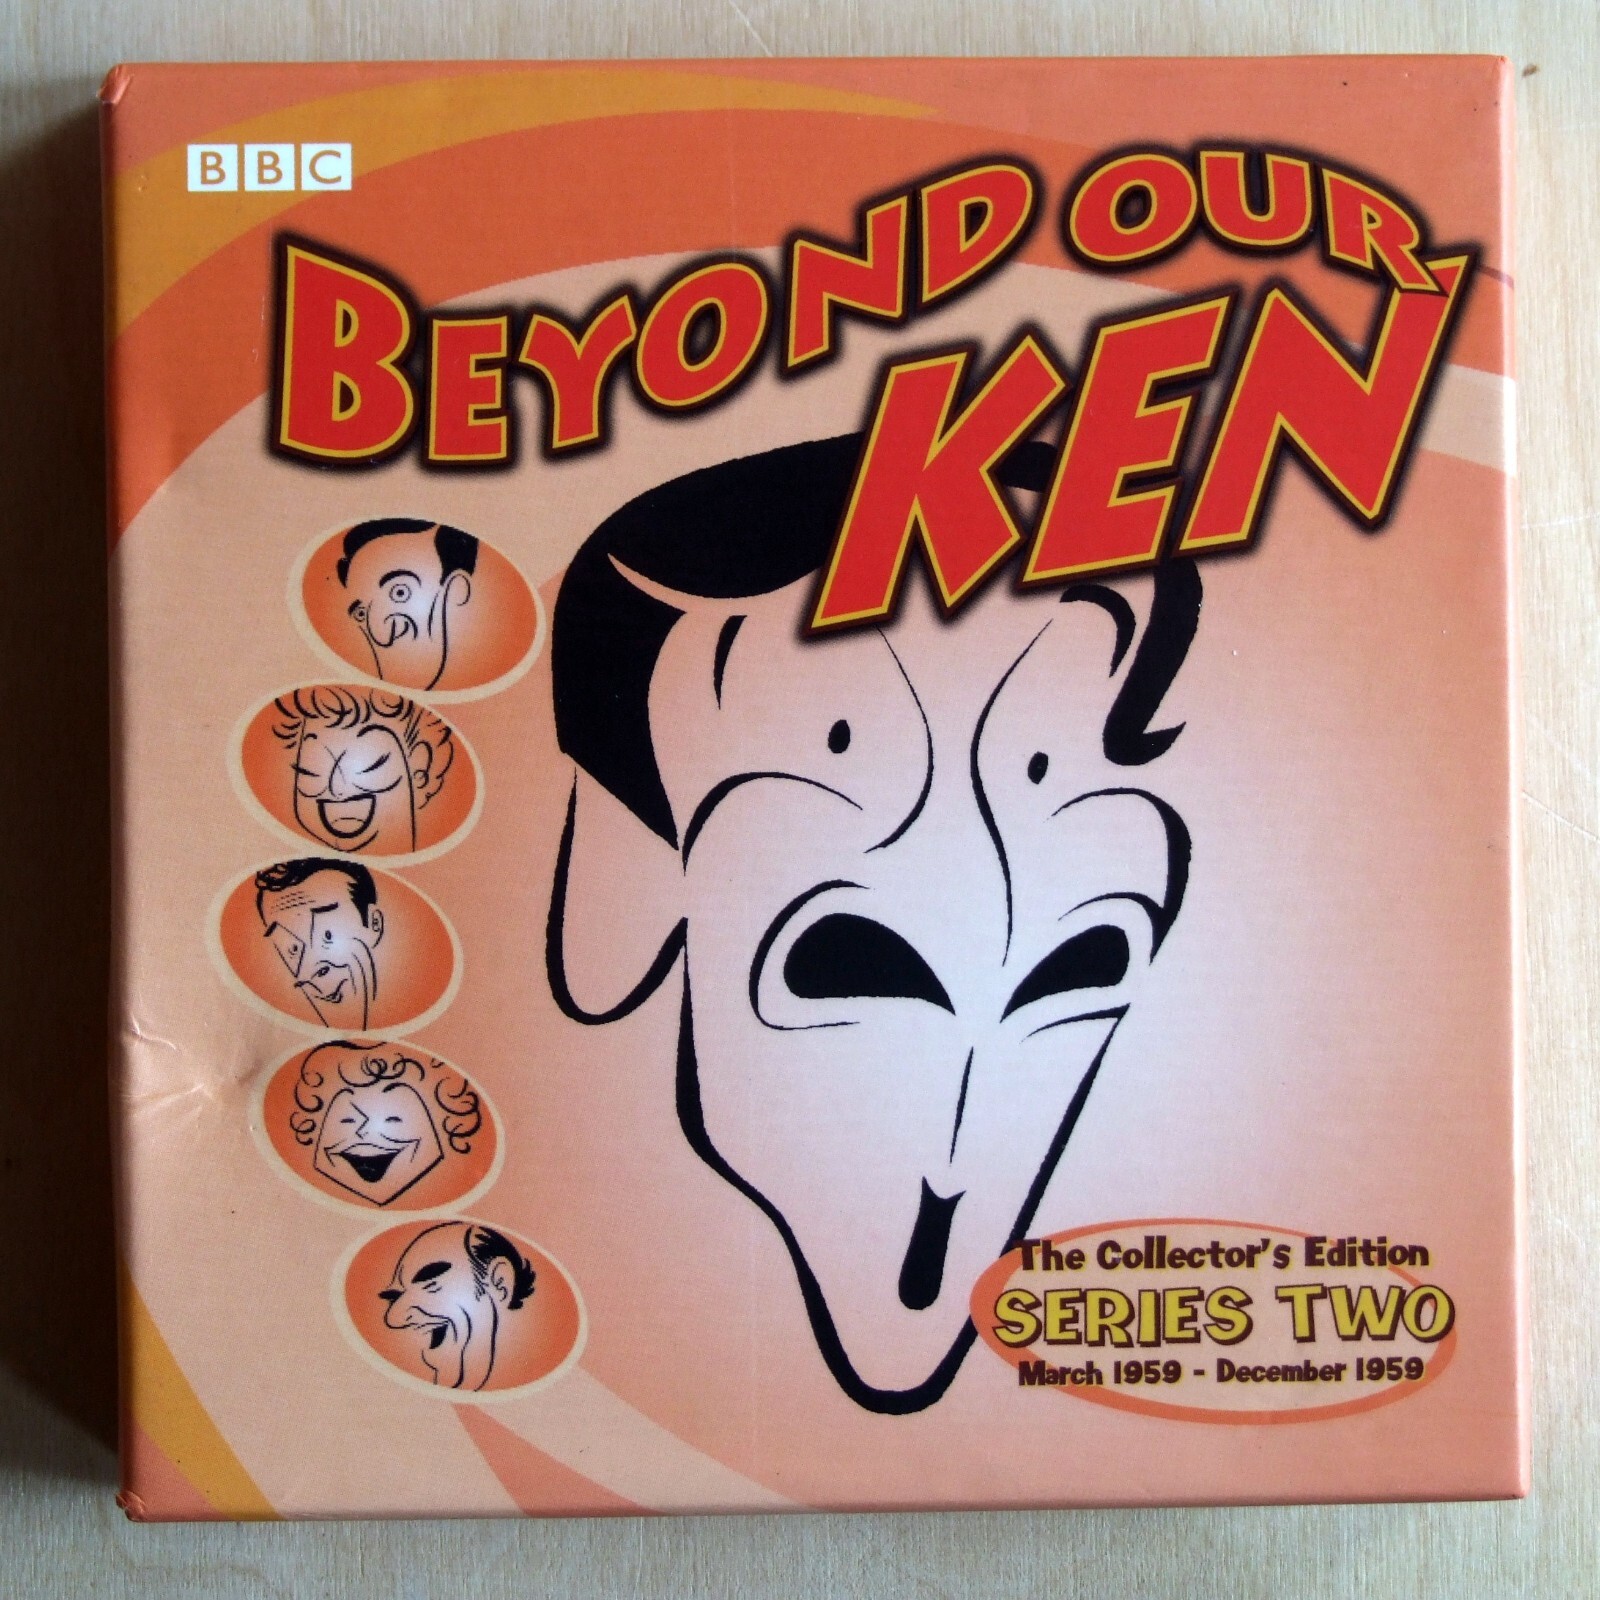 BBC
BEYOND OUR
KEN
The Collector's Edition
SERIES TWO
March 1959 - December 1959